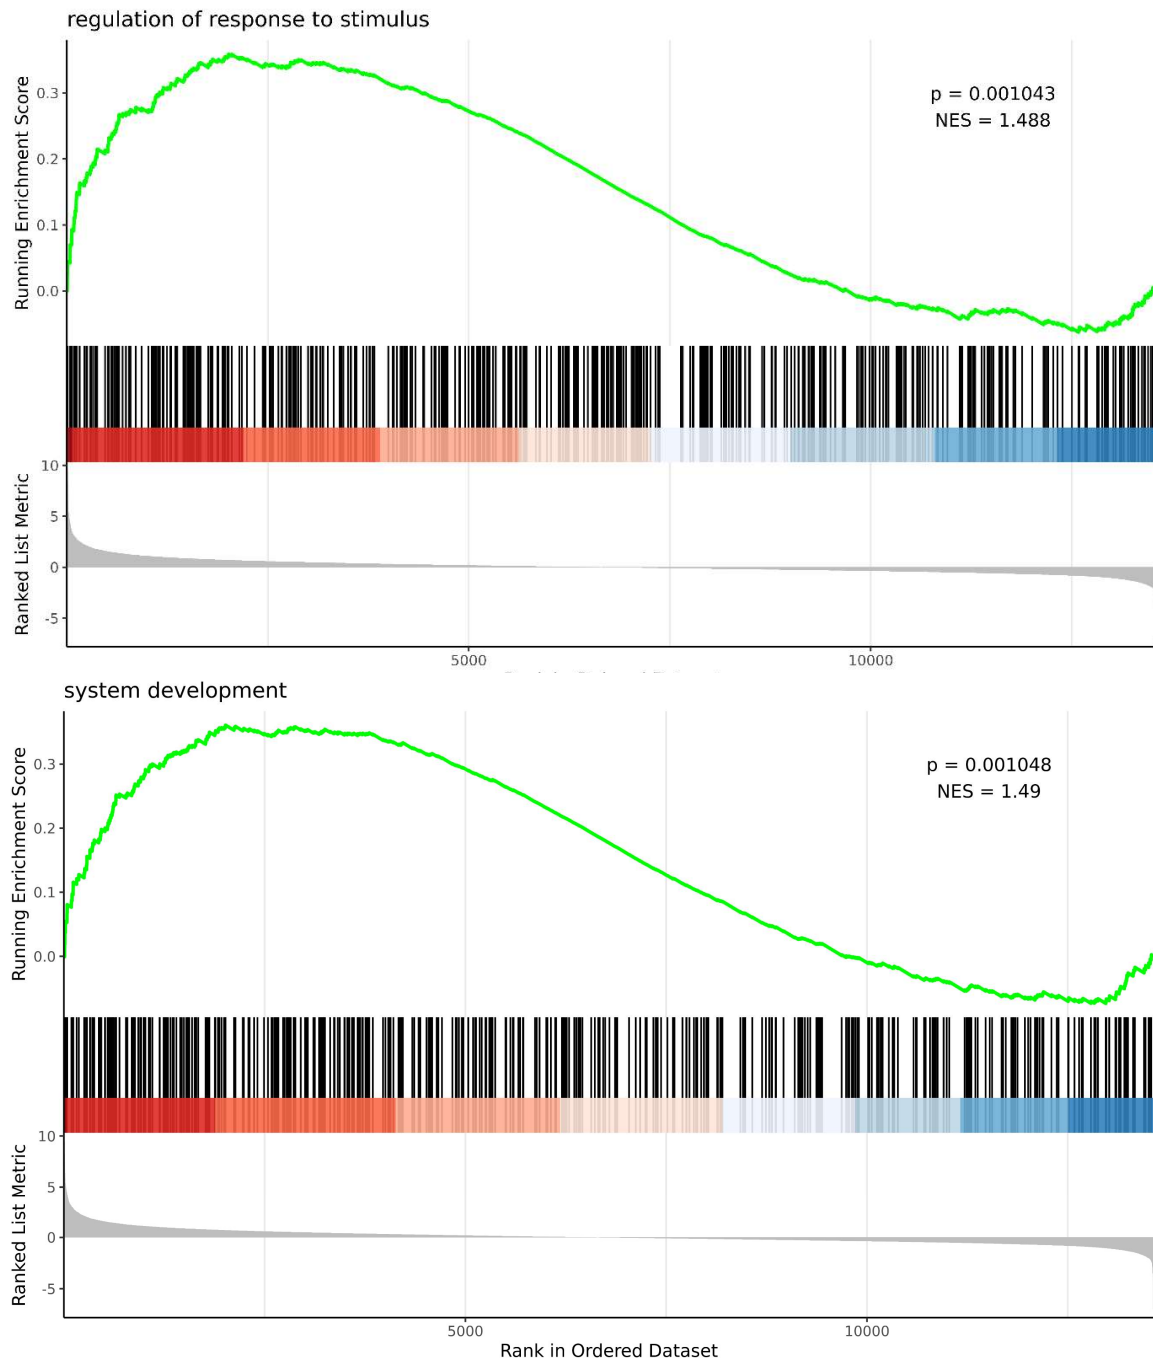 regulation of response to stimulus
Running Enrichment Score
0.3
0.2
0.1
0.0
p = 0.001043
NES = 1.488
Ranked List Metric
10
5
0
-5
5000
10000
system development
Running Enrichment Score
0.3
0.2
0.1
0.0
p = 0.001048
NES = 1.49
Ranked List Metric
10
5
0
-5
5000
10000
Rank in Ordered Dataset